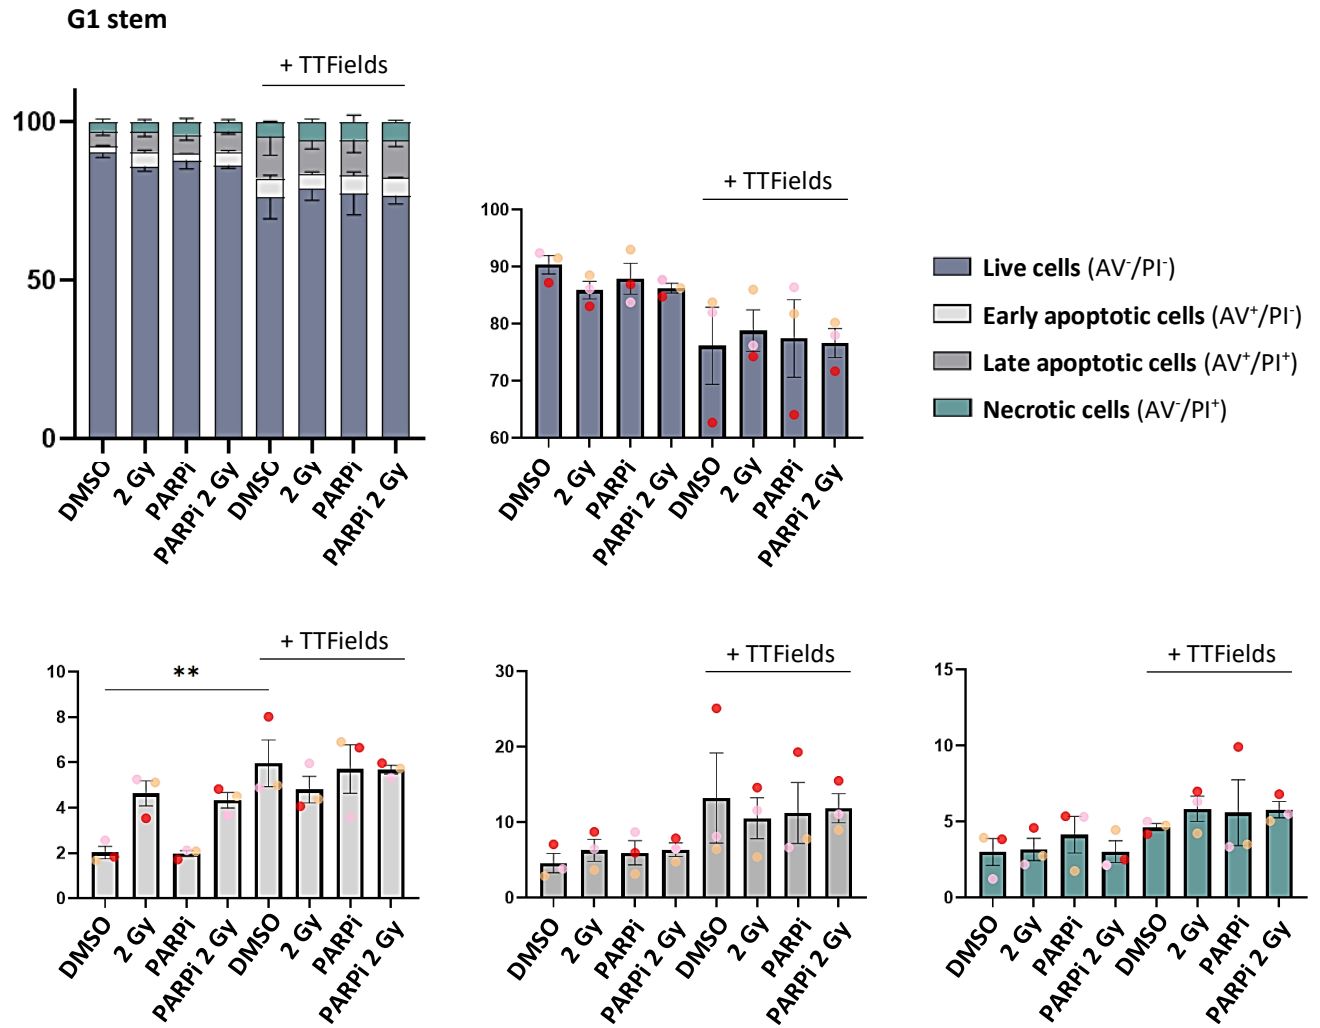 G1 stem
+ TTFields
100
50
0
DMSO
2 Gy
PARPi
PARPi 2 Gy
DMSO
2 Gy
PARPi
PARPi 2 Gy
+ TTFields
100
90
80
70
60
DMSO
2 Gy
PARPi
PARPi 2 Gy
DMSO
2 Gy
PARPi
PARPi 2 Gy
Live cells (AV⁻/PI⁻)
Early apoptotic cells (AV⁺/PI⁻)
Late apoptotic cells (AV⁺/PI⁺)
Necrotic cells (AV⁻/PI⁺)
+ TTFields
**
10
8
6
4
2
0
DMSO
2 Gy
PARPi
PARPi 2 Gy
DMSO
2 Gy
PARPi
PARPi 2 Gy
+ TTFields
30
20
10
0
DMSO
2 Gy
PARPi
PARPi 2 Gy
DMSO
2 Gy
PARPi
PARPi 2 Gy
+ TTFields
15
10
5
0
DMSO
2 Gy
PARPi
PARPi 2 Gy
DMSO
2 Gy
PARPi
PARPi 2 Gy